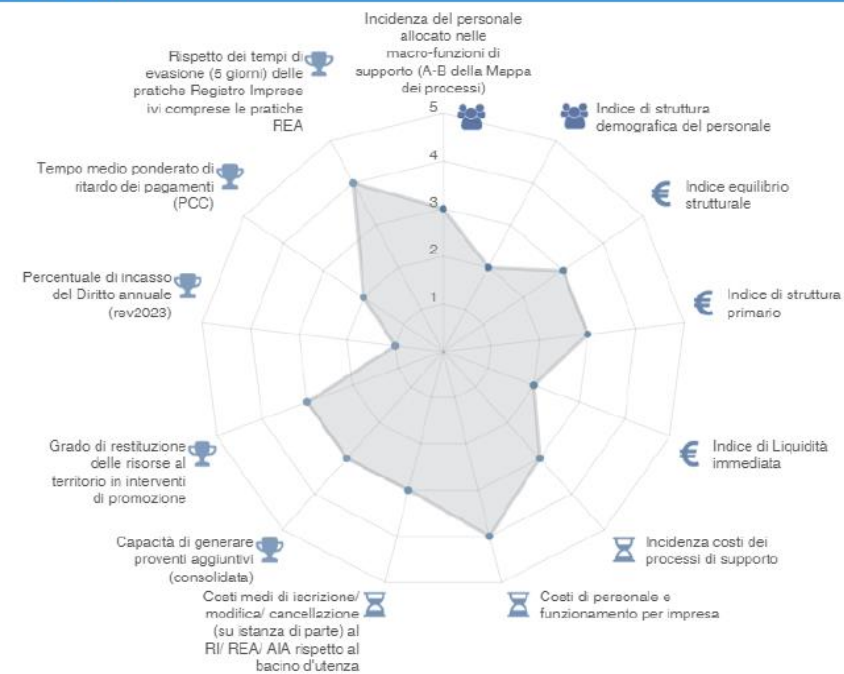 Incidenza del personale
allocato nelle
macro-funzioni di
supporto (A-B della Mappa
dei processi)
Indice di struttura
demografica del personale
Indice equilibrio
strutturale
Indice di struttura
primario
Indice di Liquidità
immediata
Incidenza costi dei
processi di supporto
Costi di personale e
funzionamento per impresa
Costi medi di iscrizione/
modifica/ cancellazione
(su istanza di parte) al
RI/ REA/ AIA rispetto al
bacino d'utenza
Capacità di generare
proventi aggiuntivi
(consolidata)
Grado di restituzione
delle risorse al
territorio in interventi
di promozione
Percentuale di incasso
del Diritto annuale
(rev2023)
Tempo medio ponderato di
ritardo dei pagamenti
(PCC)
Rispetto dei tempi di
evasione (5 giorni) delle
pratiche Registro Imprese
ivi comprese le pratiche
REA
5
4
3
2
1